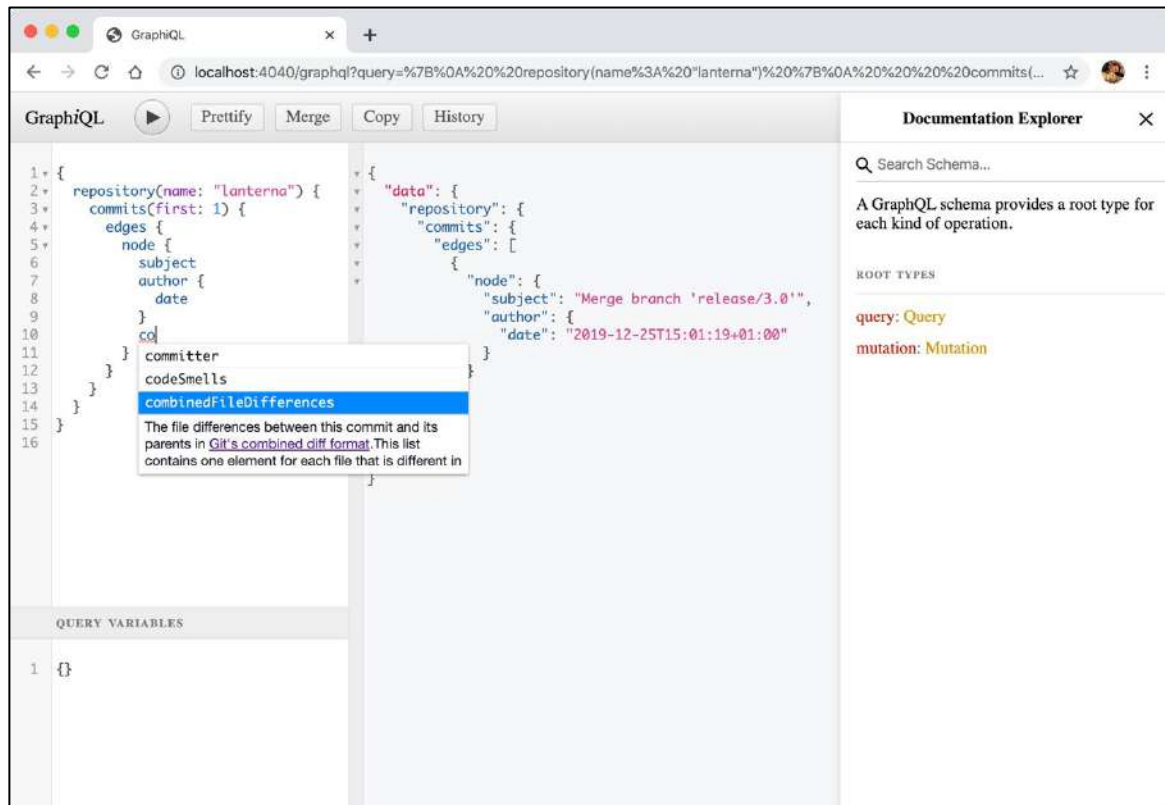 GraphiQL
localhost:4040/graphql?query=%7B%0A%20%20repository(name%3A%20"lanterna")%20%7B%0A%20%20%20%20commits(...
GraphiQL Prettify Merge Copy History
1 {
2 repository(name: "lanterna") {
3 commits(first: 1) {
4 edges {
5 node {
6 subject
7 author {
8 date
9 }
10 co
11 }
12 }
13 }
14 }
15 }
16
committer
codeSmells
combinedFileDifferences
The file differences between this commit and its
parents in Git's combined diff format.This list
contains one element for each file that is different in
{
"data": {
"repository": {
"commits": {
"edges": [
{
"node": {
"subject": "Merge branch 'release/3.0'",
"author": {
"date": "2019-12-25T15:01:19+01:00"
}
}
}
QUERY VARIABLES
1 {}
Documentation Explorer
Search Schema...
A GraphQL schema provides a root type for
each kind of operation.
ROOT TYPES
query: Query
mutation: Mutation